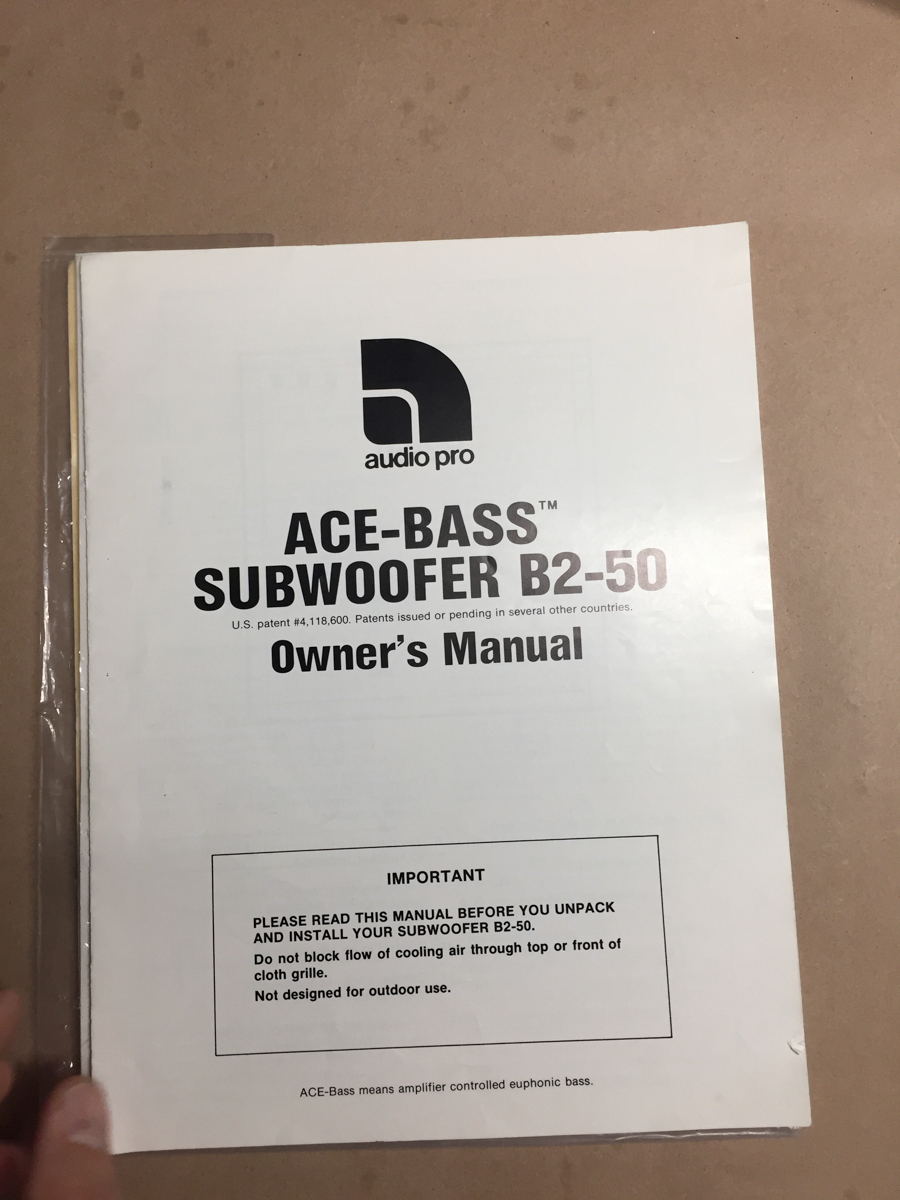 audio pro
ACE-BASS™
SUBWOOFER B2-50
U.S. patent #4,118,600. Patents issued or pending in several other countries.
Owner's Manual
IMPORTANT
PLEASE READ THIS MANUAL BEFORE YOU UNPACK
AND INSTALL YOUR SUBWOOFER B2-50.
Do not block flow of cooling air through top or front of
cloth grille.
Not designed for outdoor use.
ACE-Bass means amplifier controlled euphonic bass.